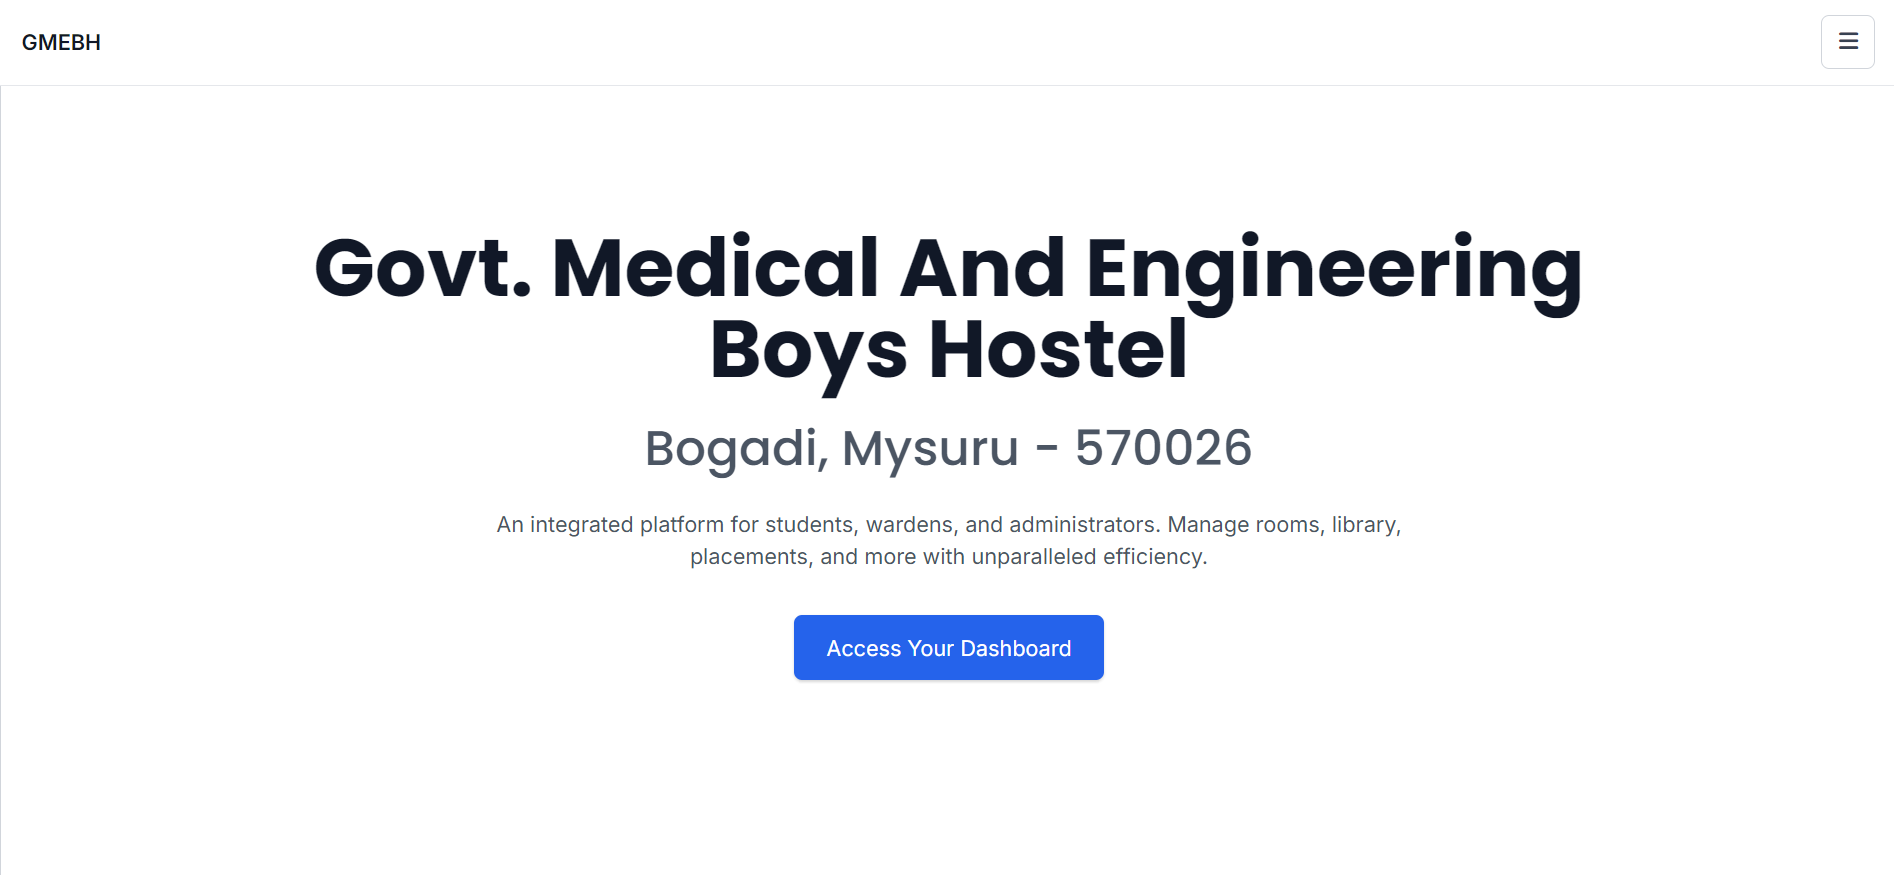 GMEBH
Govt. Medical And Engineering
Boys Hostel
Bogadi, Mysuru - 570026
An integrated platform for students, wardens, and administrators. Manage rooms, library,
placements, and more with unparalleled efficiency.
Access Your Dashboard